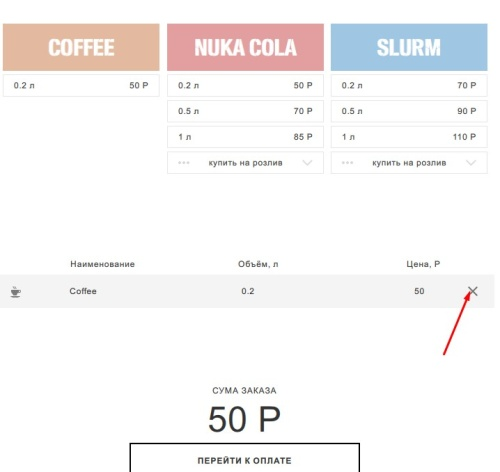 COFFEE NUKA COLA SLURM
0.2 л 50 Р 0.2 л 50 Р 0.2 л 70 Р
0.5 л 70 Р 0.5 л 90 Р
1 л 85 Р 1 л 110 Р
купить на розлив купить на розлив
Наименование Объём, л Цена, Р
Coffee 0.2 50
СУМА ЗАКАЗА
50 Р
ПЕРЕЙТИ К ОПЛАТЕ